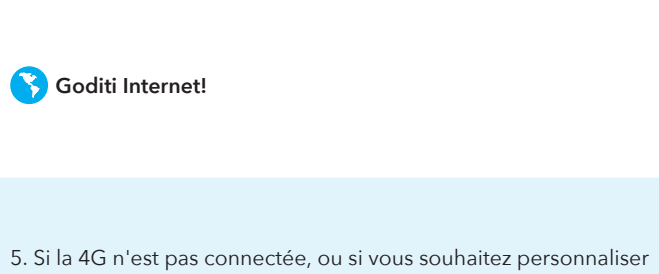 Goditi Internet!
5. Si la 4G n'est pas connectée, ou si vous souhaitez personnaliser